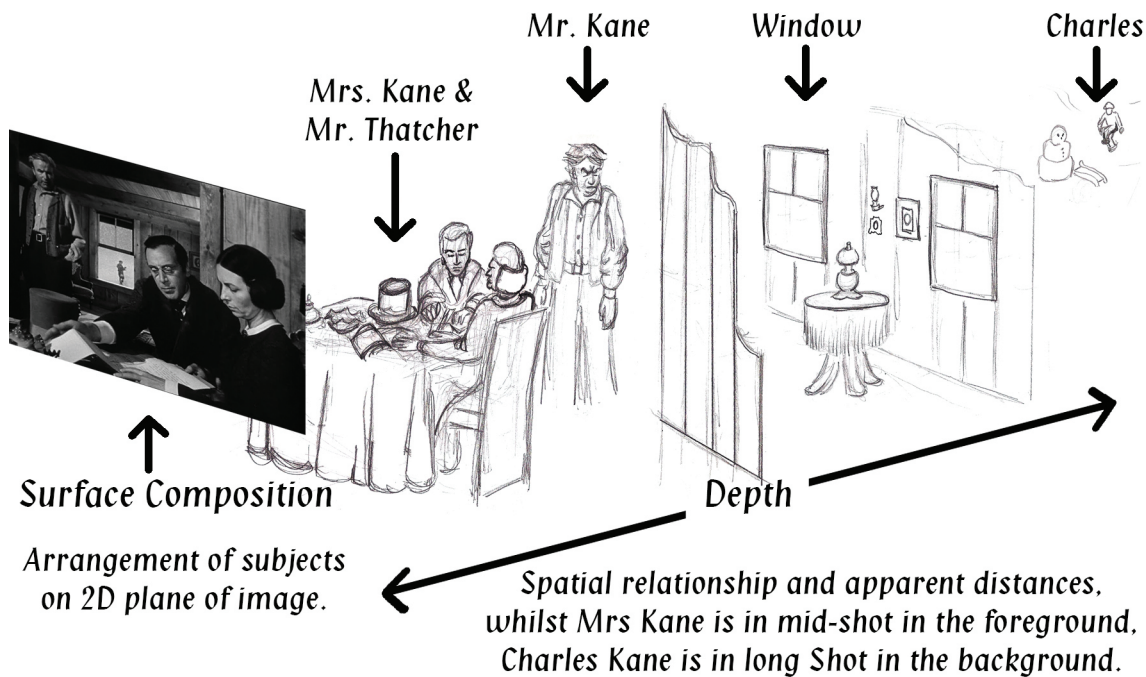 Mr. Kane
Window
Charles
Mrs. Kane &
Mr. Thatcher
Surface Composition
Depth
Arrangement of subjects
on 2D plane of image.
Spatial relationship and apparent distances,
whilst Mrs Kane is in mid-shot in the foreground,
Charles Kane is in long Shot in the background.